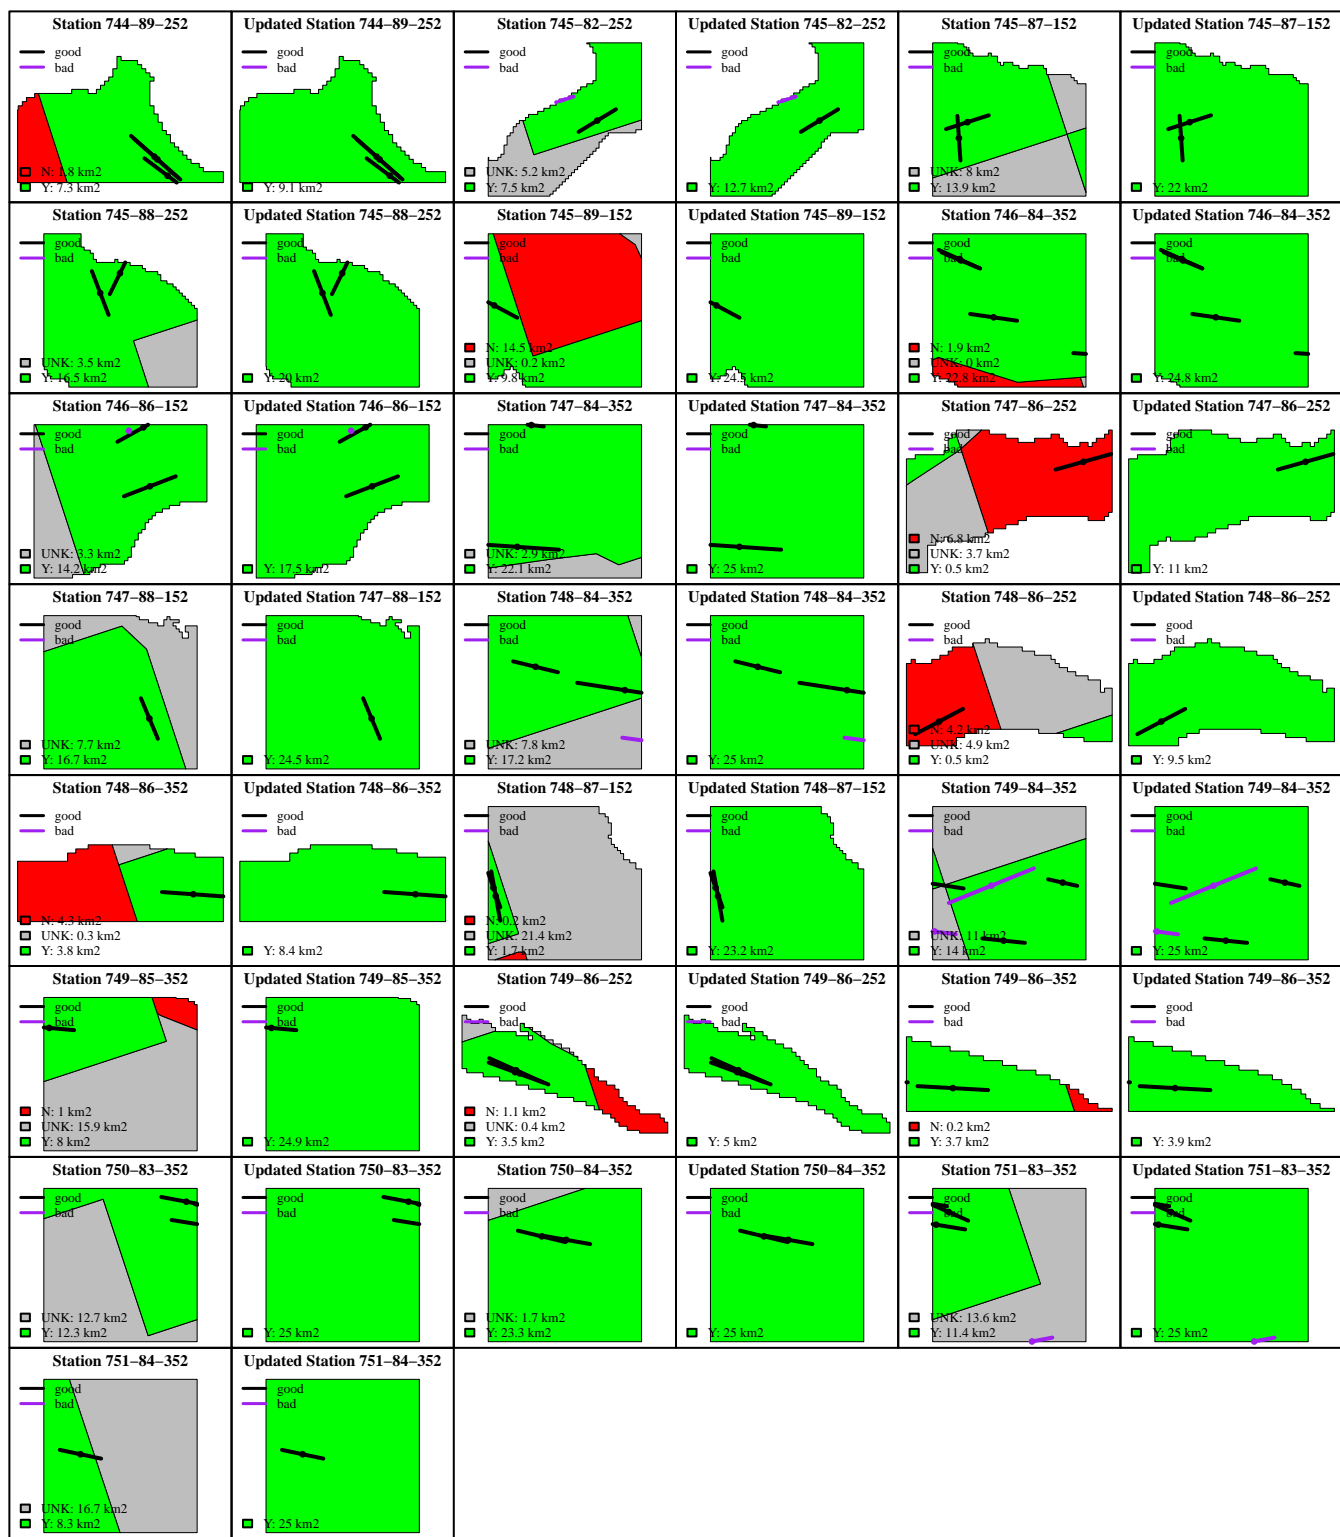 Station 744−89−252
good
bad
N: 1.8 km2
Y: 7.3 km2
Updated Station 744−89−252
good
bad
Y: 9.1 km2
Station 745−82−252
good
bad
UNK: 5.2 km2
Y: 7.5 km2
Updated Station 745−82−252
good
bad
Y: 12.7 km2
Station 745−87−152
good
bad
UNK: 8 km2
Y: 13.9 km2
Updated Station 745−87−152
good
bad
Y: 22 km2
Station 745−88−252
good
bad
UNK: 3.5 km2
Y: 16.5 km2
Updated Station 745−88−252
good
bad
Y: 20 km2
Station 745−89−152
good
bad
N: 14.5 km2
UNK: 0.2 km2
Y: 9.8 km2
Updated Station 745−89−152
good
bad
Y: 24.5 km2
Station 746−84−352
good
bad
N: 1.9 km2
UNK: 0 km2
Y: 22.8 km2
Updated Station 746−84−352
good
bad
Y: 24.8 km2
Station 746−86−152
good
bad
UNK: 3.3 km2
Y: 14.2 km2
Updated Station 746−86−152
good
bad
Y: 17.5 km2
Station 747−84−352
good
bad
UNK: 2.9 km2
Y: 22.1 km2
Updated Station 747−84−352
good
bad
Y: 25 km2
Station 747−86−252
good
bad
N: 6.8 km2
UNK: 3.7 km2
Y: 0.5 km2
Updated Station 747−86−252
good
bad
Y: 11 km2
Station 747−88−152
good
bad
UNK: 7.7 km2
Y: 16.7 km2
Updated Station 747−88−152
good
bad
Y: 24.5 km2
Station 748−84−352
good
bad
UNK: 7.8 km2
Y: 17.2 km2
Updated Station 748−84−352
good
bad
Y: 25 km2
Station 748−86−252
good
bad
N: 4.2 km2
UNK: 4.9 km2
Y: 0.5 km2
Updated Station 748−86−252
good
bad
Y: 9.5 km2
Station 748−86−352
good
bad
N: 4.3 km2
UNK: 0.3 km2
Y: 3.8 km2
Updated Station 748−86−352
good
bad
Y: 8.4 km2
Station 748−87−152
good
bad
N: 0.2 km2
UNK: 21.4 km2
Y: 1.7 km2
Updated Station 748−87−152
good
bad
Y: 23.2 km2
Station 749−84−352
good
bad
UNK: 11 km2
Y: 14 km2
Updated Station 749−84−352
good
bad
Y: 25 km2
Station 749−85−352
good
bad
N: 1 km2
UNK: 15.9 km2
Y: 8 km2
Updated Station 749−85−352
good
bad
Y: 24.9 km2
Station 749−86−252
good
bad
N: 1.1 km2
UNK: 0.4 km2
Y: 3.5 km2
Updated Station 749−86−252
good
bad
Y: 5 km2
Station 749−86−352
good
bad
N: 0.2 km2
Y: 3.7 km2
Updated Station 749−86−352
good
bad
Y: 3.9 km2
Station 750−83−352
good
bad
UNK: 12.7 km2
Y: 12.3 km2
Updated Station 750−83−352
good
bad
Y: 25 km2
Station 750−84−352
good
bad
UNK: 1.7 km2
Y: 23.3 km2
Updated Station 750−84−352
good
bad
Y: 25 km2
Station 751−83−352
good
bad
UNK: 13.6 km2
Y: 11.4 km2
Updated Station 751−83−352
good
bad
Y: 25 km2
Station 751−84−352
good
bad
UNK: 16.7 km2
Y: 8.3 km2
Updated Station 751−84−352
good
bad
Y: 25 km2